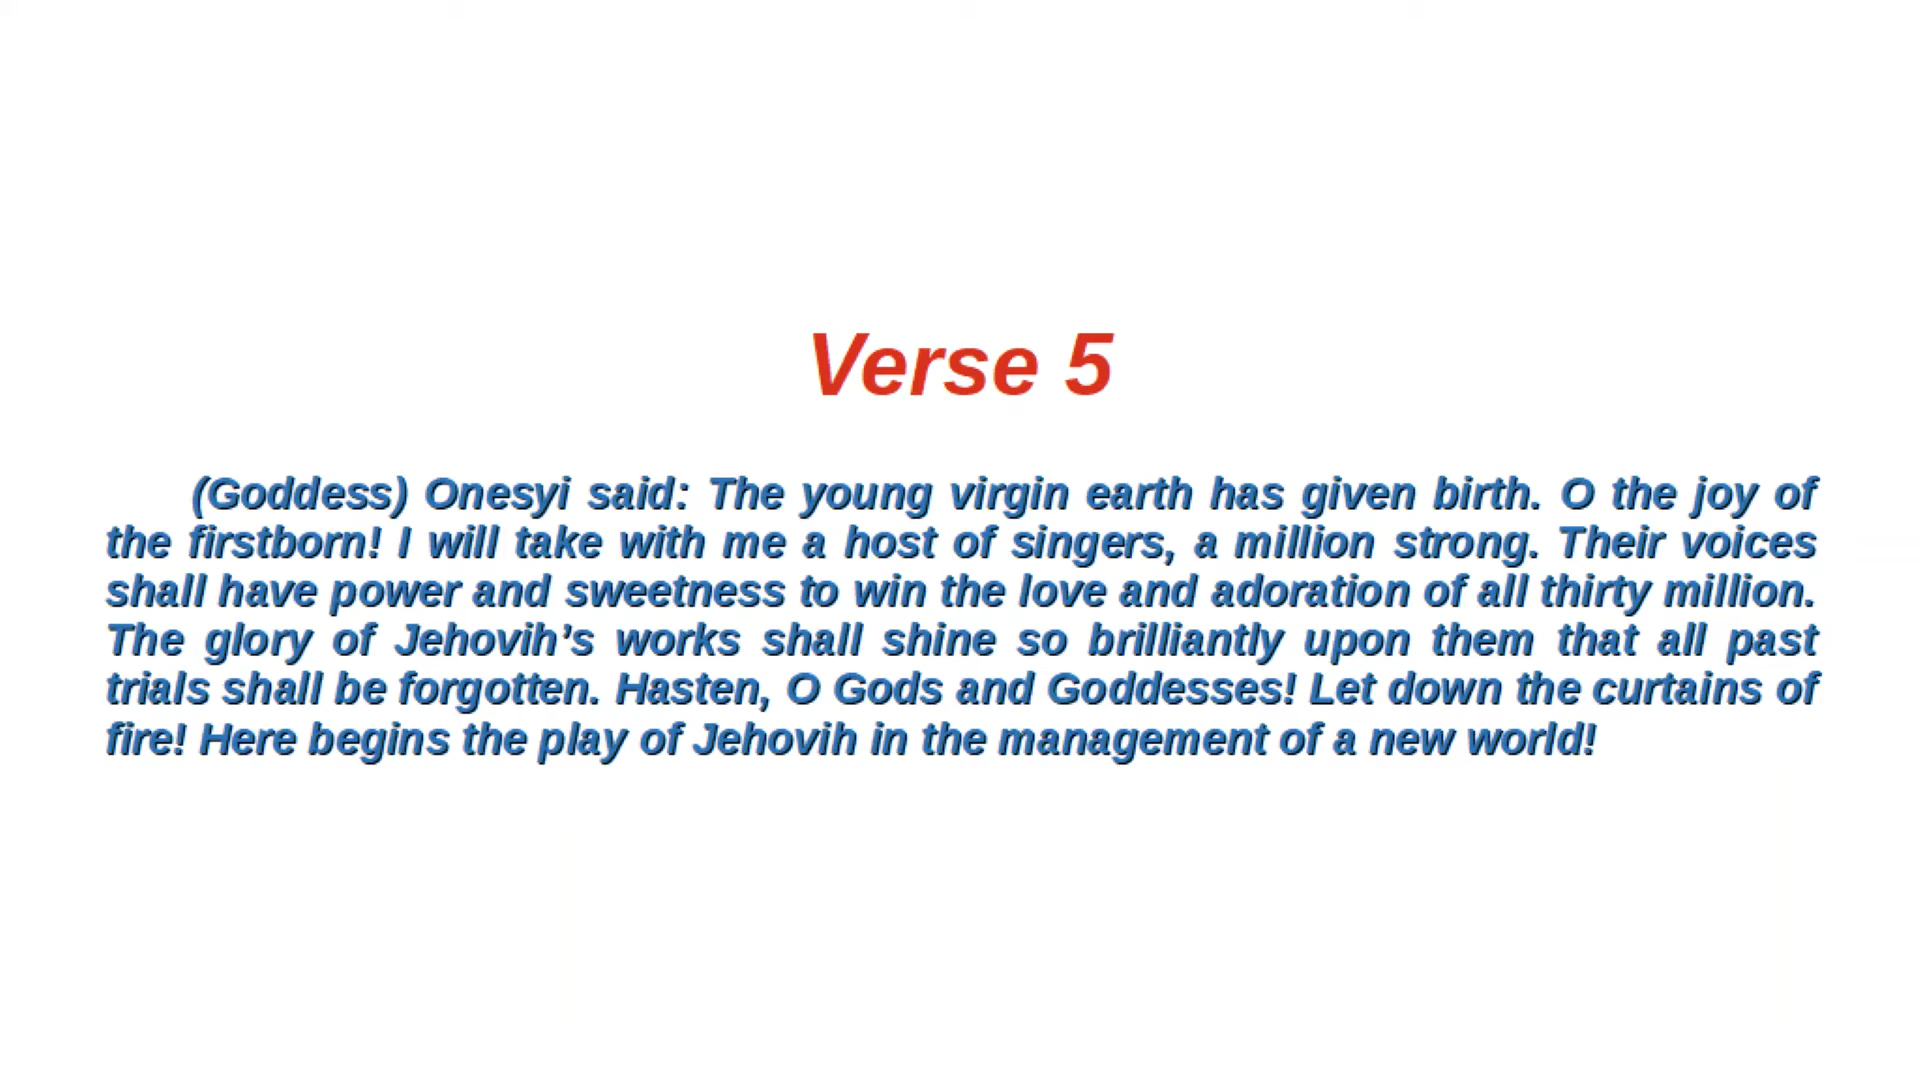 Verse 5
(Goddess) Onesyi said: The young virgin earth has given birth. O the joy of
the firstborn! I will take with me a host of singers, a million strong. Their voices
shall have power and sweetness to win the love and adoration of all thirty million.
The glory of Jehovih’s works shall shine so brilliantly upon them that all past
trials shall be forgotten. Hasten, O Gods and Goddesses! Let down the curtains of
fire! Here begins the play of Jehovih in the management of a new world!